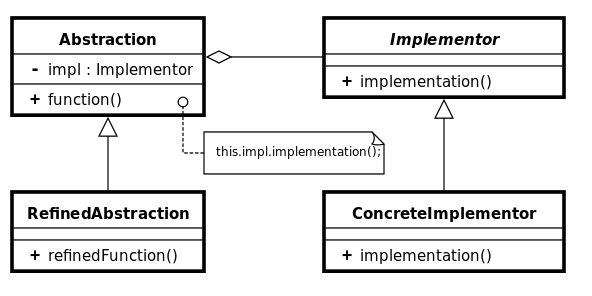 Abstraction
- impl : Implementor
+ function()
Implementor
+ implementation()
this.impl.implementation();
RefinedAbstraction
+ refinedFunction()
ConcreteImplementor
+ implementation()